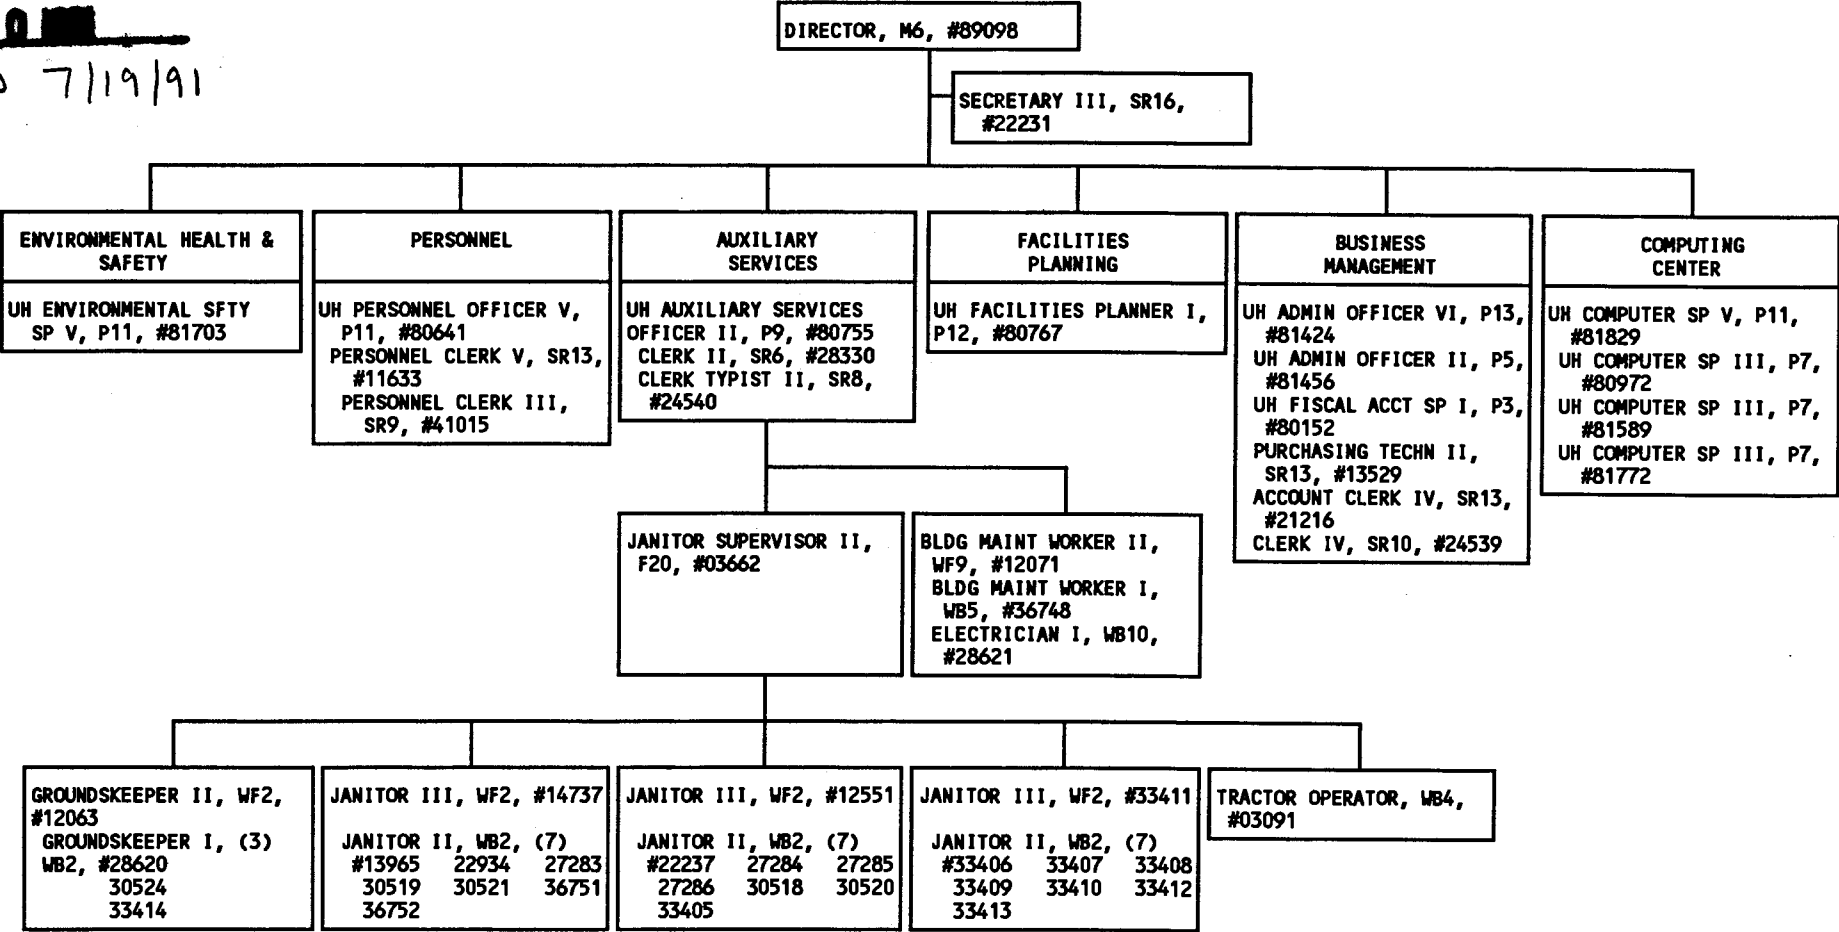 7/19/91
DIRECTOR, M6, #89098
SECRETARY III, SR16,
#22231
ENVIRONMENTAL HEALTH &
SAFETY
UH ENVIRONMENTAL SFTY
SP V, P11, #81703
PERSONNEL
UH PERSONNEL OFFICER V,
P11, #80641
PERSONNEL CLERK V, SR13,
#11633
PERSONNEL CLERK III,
SR9, #41015
AUXILIARY
SERVICES
UH AUXILIARY SERVICES
OFFICER II, P9, #80755
CLERK II, SR6, #28330
CLERK TYPIST II, SR8,
#24540
FACILITIES
PLANNING
UH FACILITIES PLANNER I,
P12, #80767
BUSINESS
MANAGEMENT
UH ADMIN OFFICER VI, P13,
#81424
UH ADMIN OFFICER II, P5,
#81456
UH FISCAL ACCT SP I, P3,
#80152
PURCHASING TECHN II,
SR13, #13529
ACCOUNT CLERK IV, SR13,
#21216
CLERK IV, SR10, #24539
COMPUTING
CENTER
UH COMPUTER SP V, P11,
#81829
UH COMPUTER SP III, P7,
#80972
UH COMPUTER SP III, P7,
#81589
UH COMPUTER SP III, P7,
#81772
JANITOR SUPERVISOR II,
F20, #03662
BLDG MAINT WORKER II,
WF9, #12071
BLDG MAINT WORKER I,
WB5, #36748
ELECTRICIAN I, WB10,
#28621
GROUNDSKEEPER II, WF2,
#12063
GROUNDSKEEPER I, (3)
WB2, #28620
30524
33414
JANITOR III, WF2, #14737
JANITOR II, WB2, (7)
#13965 22934 27283
30519 30521 36751
36752
JANITOR III, WF2, #12551
JANITOR II, WB2, (7)
#22237 27284 27285
27286 30518 30520
33405
JANITOR III, WF2, #33411
JANITOR II, WB2, (7)
#33406 33407 33408
33409 33410 33412
33413
TRACTOR OPERATOR, WB4,
#03091